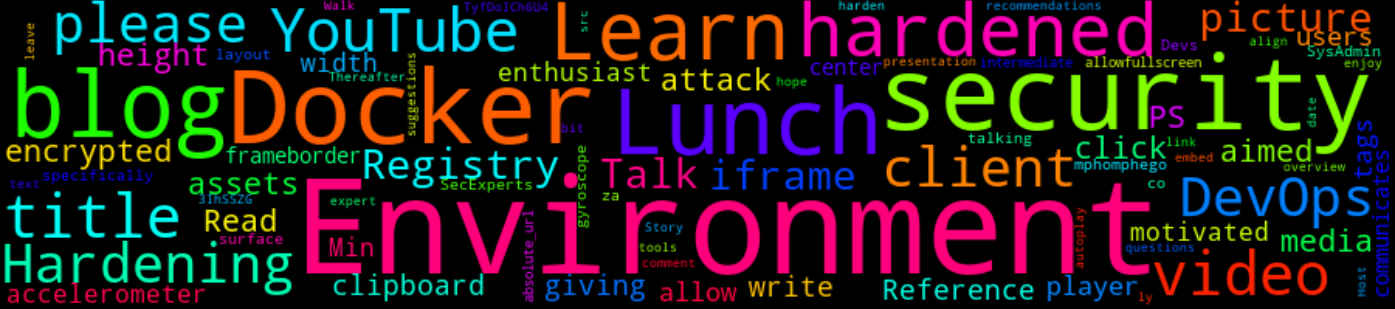 please
YouTube
Walk
TyfDo1Ch6U4
Learn
src
hardened
harden
recommendations
picture
users
leave
height
layout
width
Thereafter
suggestions
enthusiast
attack
hope
center
presentation
intermediate
allowfullscreen
Devs
align
SysAdmin
enjoy
blog
Docker
bit
Lunch
security
PS
date
encrypted
frameborder
Registry
gyroscope
talking
click
link
aimed
tags
text
specifically
assets
SecExperts
Talk
iframe
client
mphomphego
embed
overview
co
za
title
31nSSZG
Read
surface
expert
Environment
Min
absolute_url
Story
tools
comment
autoplay
DevOps
motivated
questions
media
communicates
Hardening
accelerometer
clipboard
giving
allow
write
Reference
player
ly
video
Host